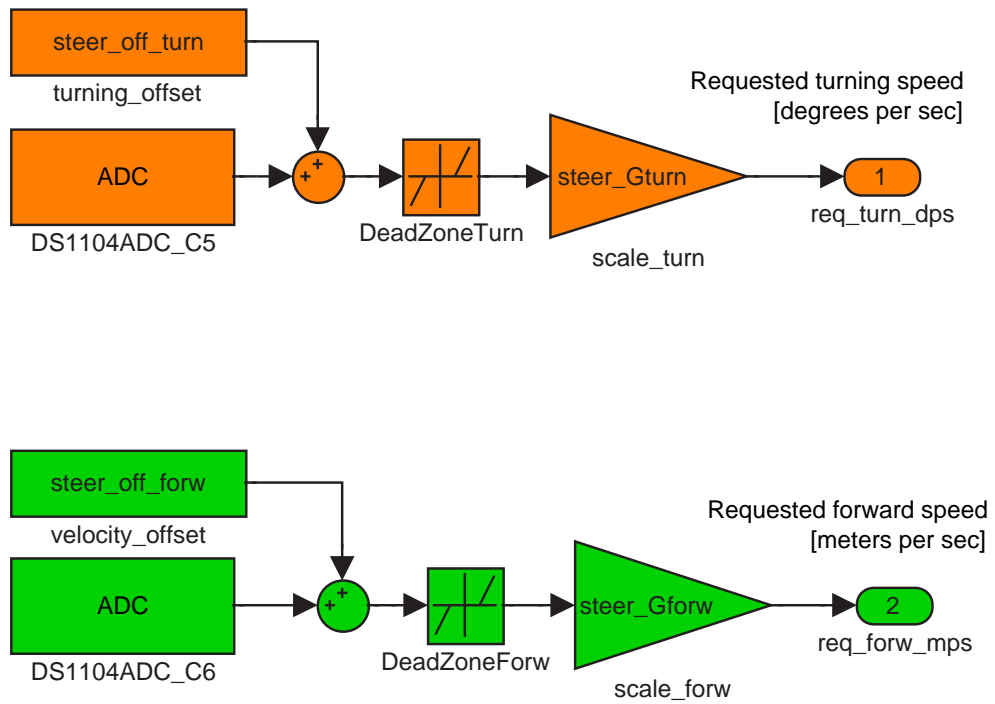 steer_off_turn
turning_offset
Requested turning speed
[degrees per sec]
ADC
+
+
steer_Gturn
1
DS1104ADC_C5
DeadZoneTurn
req_turn_dps
scale_turn
steer_off_forw
velocity_offset
Requested forward speed
[meters per sec]
ADC
+
+
steer_Gforw
2
DS1104ADC_C6
DeadZoneForw
req_forw_mps
scale_forw